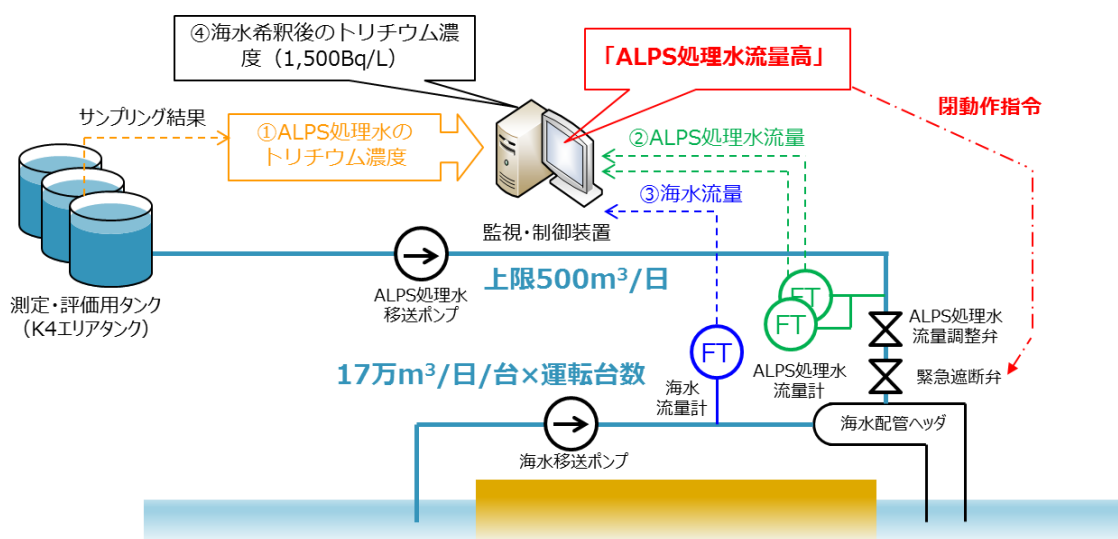 ④海水希釈後のトリチウム濃
度（1,500Bq/L）
「ALPS処理水流量高」
閉動作指令
サンプリング結果
①ALPS処理水の
トリチウム濃度
②ALPS処理水流量
③海水流量
監視・制御装置
上限500m³/日
ALPS処理水
移送ポンプ
測定・評価用タンク
（K4エリアタンク）
FT
FT
FT
ALPS処理水
流量調整弁
ALPS処理水
流量計
緊急遮断弁
17万m³/日/台×運転台数
海水
流量計
海水配管ヘッダ
海水移送ポンプ